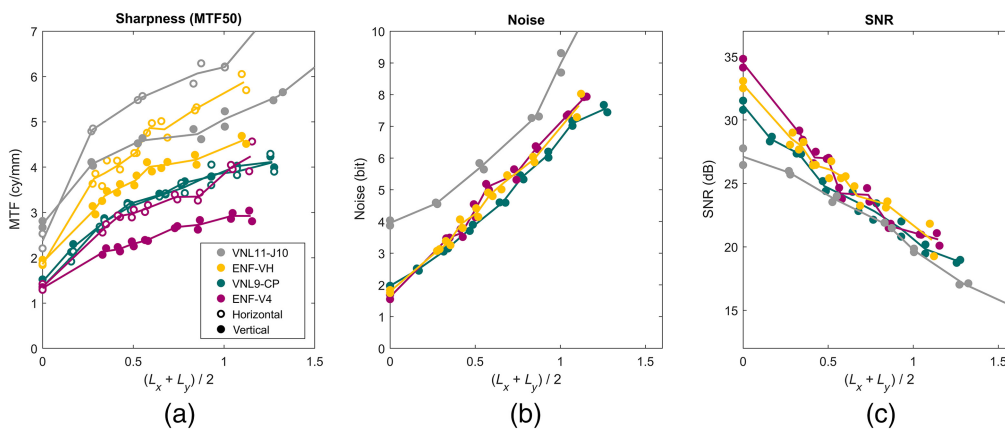 Sharpness (MTF50)
7
6
5
4
3
2
1
0
MTF (cy/mm)
0 0.5 1 1.5
(Lx + Ly) / 2
VNL11-J10
ENF-VH
VNL9-CP
ENF-V4
Horizontal
Vertical
(a)
Noise
10
9
8
7
6
5
4
3
2
1
0
Noise (bit)
0 0.5 1 1.5
(Lx + Ly) / 2
(b)
SNR
35
30
25
20
15
SNR (dB)
0 0.5 1 1.5
(Lx + Ly) / 2
(c)